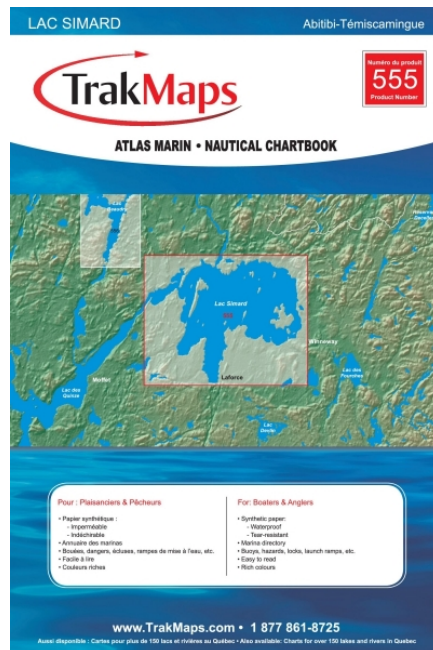 LAC SIMARD
Abitibi-Témiscamingue
Numéro du produit
555
Product Number
TrakMaps
ATLAS MARIN • NAUTICAL CHARTBOOK
Lac Simard
555
Laforce
Winneway
Moffet
Lac des
Quinze
Lac des
Fourches
Lac
Devlin
Pour : Plaisanciers & Pêcheurs
• Papier synthétique :
- Imperméable
- Indéchirable
• Annuaire des marinas
• Bouées, dangers, écluses, rampes de mise à l'eau, etc.
• Facile à lire
• Couleurs riches
For: Boaters & Anglers
• Synthetic paper:
- Waterproof
- Tear-resistant
• Marina directory
• Buoys, hazards, locks, launch ramps, etc.
• Easy to read
• Rich colours
www.TrakMaps.com • 1 877 861-8725
Aussi disponible : Cartes pour plus de 150 lacs et rivières au Québec • Also available: Charts for over 150 lakes and rivers in Quebec